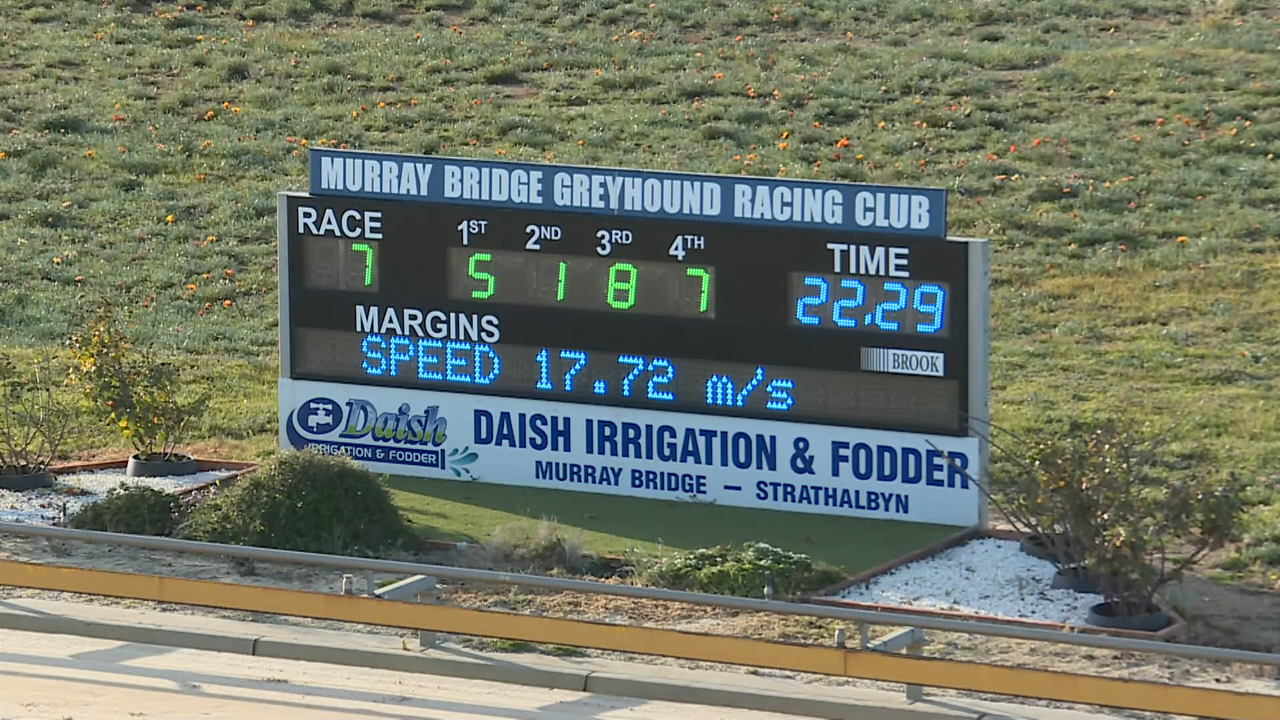 MURRAY BRIDGE GREYHOUND RACING CLUB
RACE 1ST 2ND 3RD 4TH TIME
7 5 1 8 7 22.29
MARGINS
SPEED 17.72 m/s
BROOK
Daish
IRRIGATION & FODDER
DAISH IRRIGATION & FODDER
MURRAY BRIDGE – STRATHALBYN